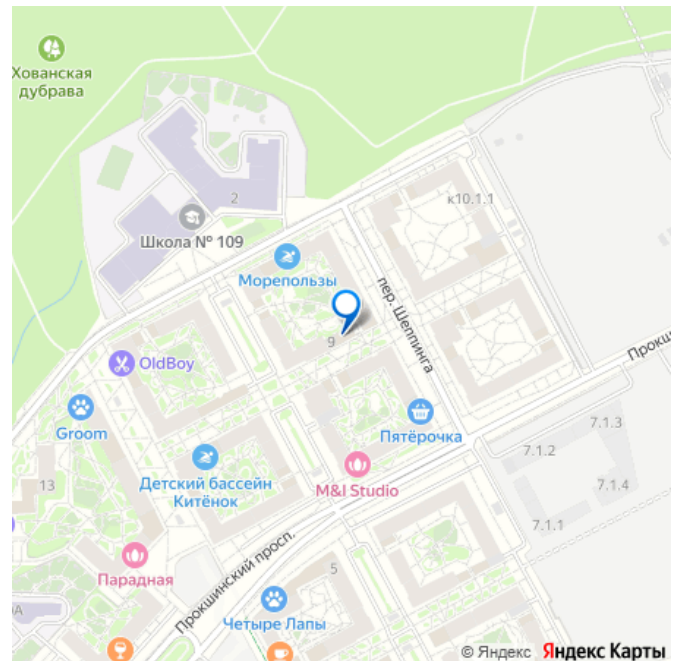 Хованская
дубрава
2
к10.1.1
Школа № 109
Морепользы
пер. Шеппинга
9
OldBoy
Прокш
Groom
Пятёрочка
7.1.3
7.1.2
Детский бассейн
Китёнок
M&I Studio
7.1.4
13
7.1.1
Прокшинский просп.
Парадная
5
Четыре Лапы
© Яндекс Яндекс Карты